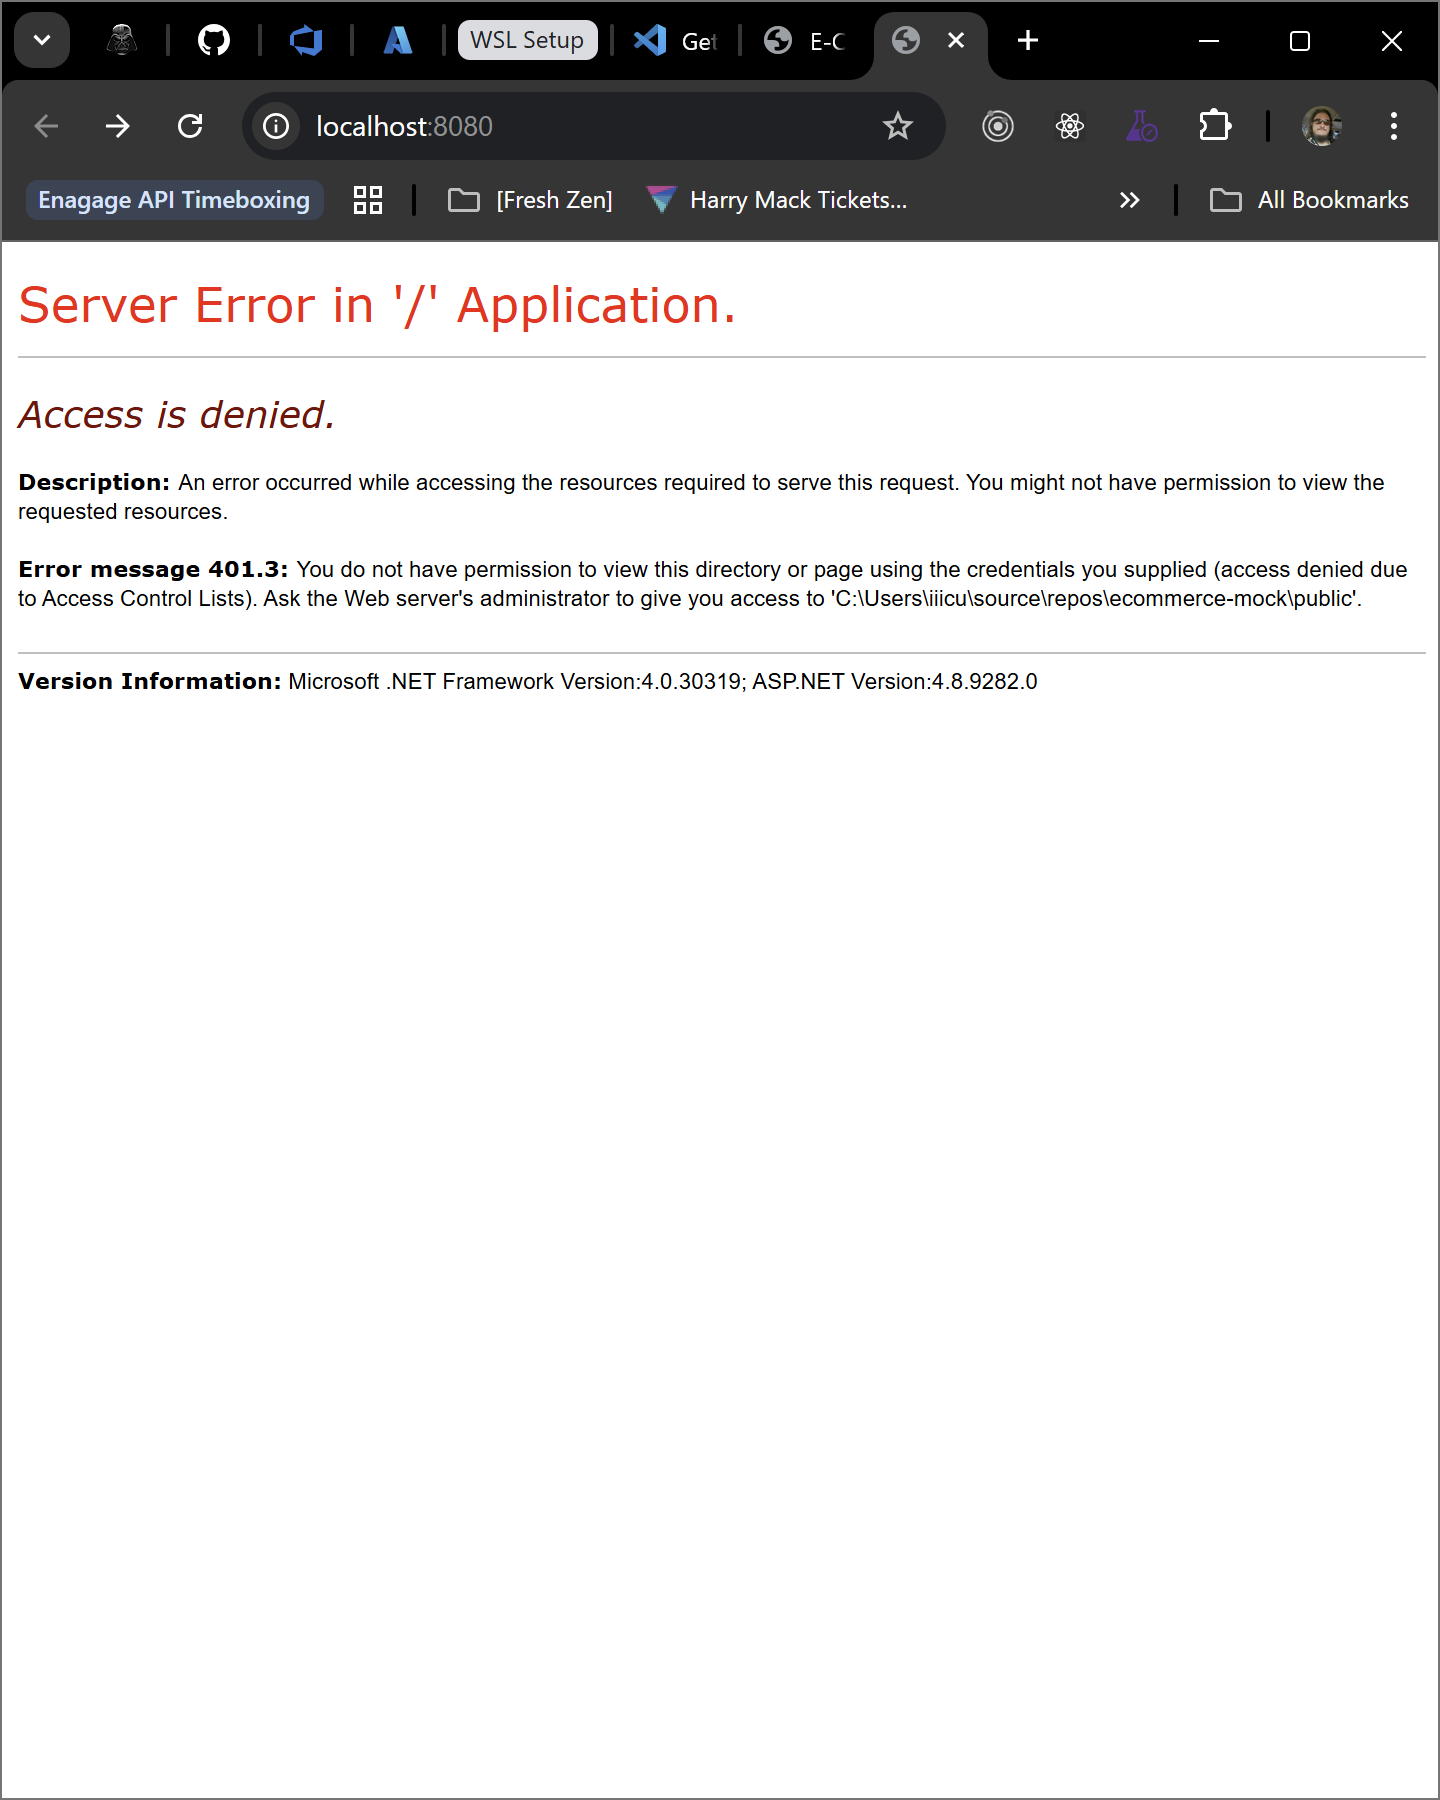 WSL Setup
Get
E-C
localhost:8080
Enagage API Timeboxing
[Fresh Zen]
Harry Mack Tickets...
All Bookmarks
Server Error in '/' Application.
Access is denied.
Description: An error occurred while accessing the resources required to serve this request. You might not have permission to view the
requested resources.
Error message 401.3: You do not have permission to view this directory or page using the credentials you supplied (access denied due
to Access Control Lists). Ask the Web server's administrator to give you access to 'C:\Users\iiicu\source\repos\ecommerce-mock\public'.
Version Information: Microsoft .NET Framework Version:4.0.30319; ASP.NET Version:4.8.9282.0